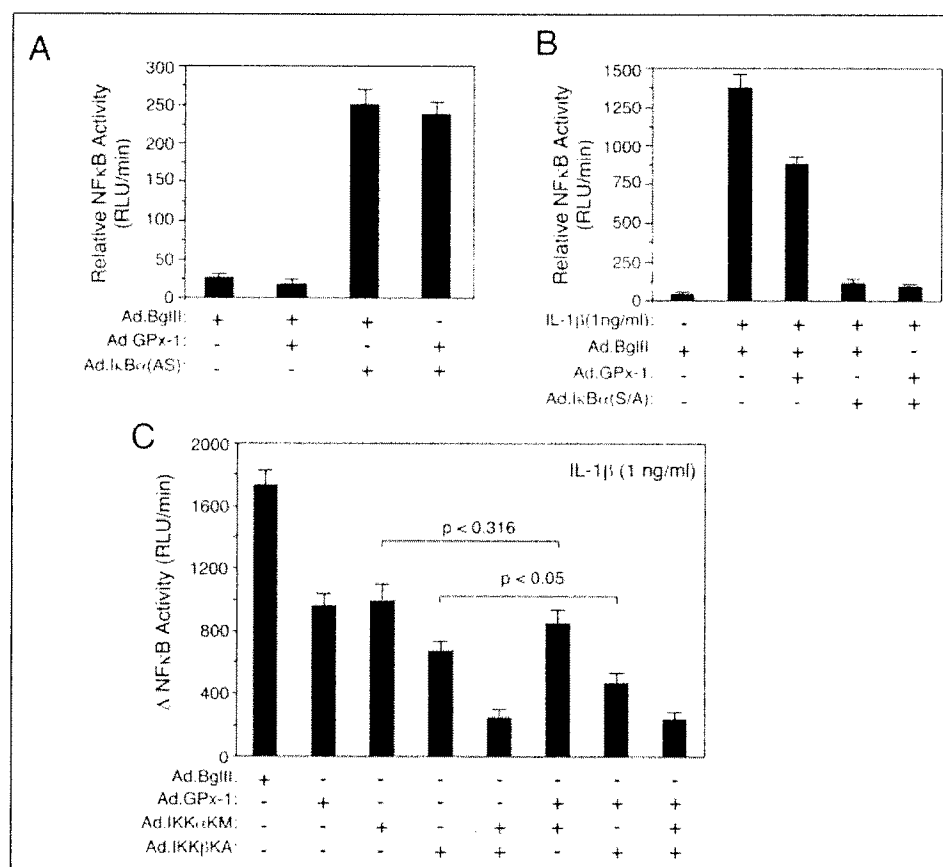 A
Relative NFκB Activity
(RLU/min)
300
250
200
150
100
50
0
Ad.BglII: + + + -
Ad GPx-1: - + - +
Ad.IκBα(AS): - - + +
B
Relative NFκB Activity
(RLU/min)
1500
1250
1000
750
500
250
0
IL-1β(1ng/ml): - + + + +
Ad.BglII: + + + + -
Ad.GPx-1. - - + - +
Ad.IκBα(S/A): - - - + +
C
Δ NFκB Activity (RLU/min)
2000
1600
1200
800
400
0
IL-1β (1 ng/ml)
p < 0.316
p < 0.05
Ad.BglII. + - - - - - - -
Ad.GPx-1: - + - - - + + +
Ad.IKKαKM: - - + - + + - +
Ad.IKKβKA: - - - + + - + +